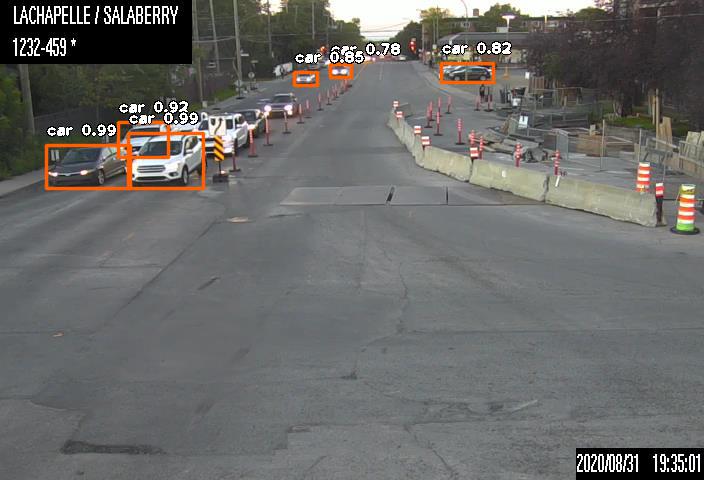 LACHAPELLE / SALABERRY
1232-459 *
car 0.78
car 0.85
car 0.82
car 0.92
car 0.99
car 0.99
2020/08/31 19:35:01